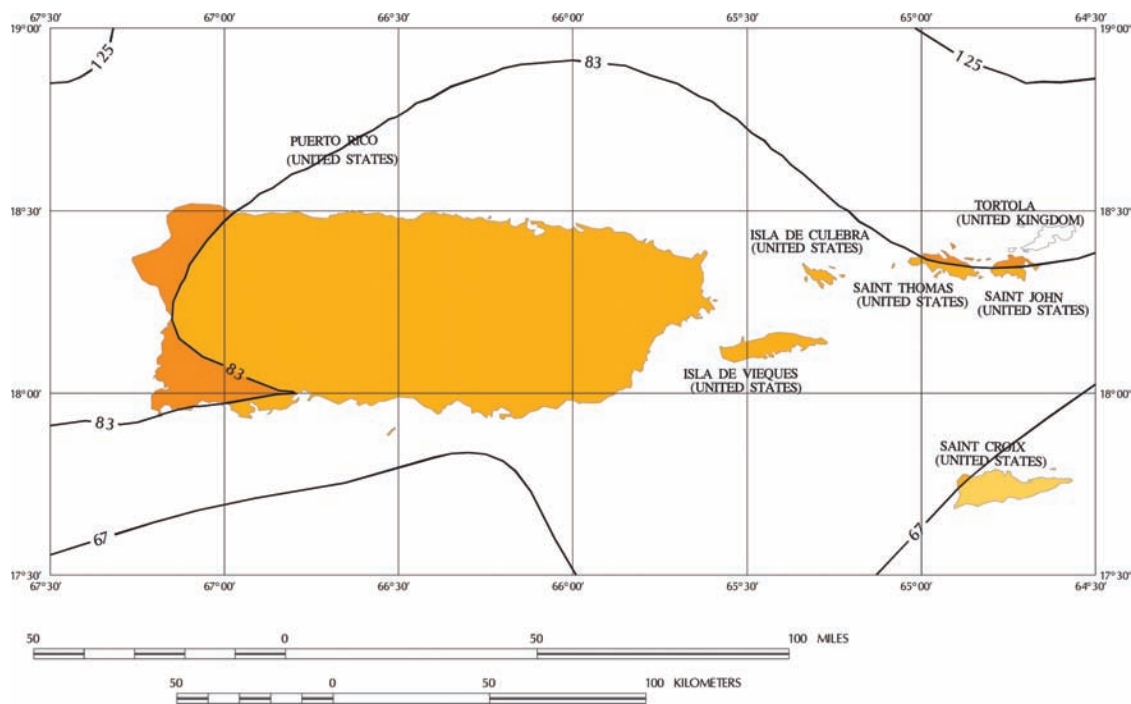 67°30'
67°00'
66°30'
66°00'
65°30'
65°00'
64°30'
19°00'
19°00'
125
83
125
PUERTO RICO
(UNITED STATES)
18°30'
18°30'
TORTOLA
(UNITED KINGDOM)
ISLA DE CULEBRA
(UNITED STATES)
SAINT THOMAS
(UNITED STATES)
SAINT JOHN
(UNITED STATES)
83
ISLA DE VIEQUES
(UNITED STATES)
18°00'
18°00'
83
SAINT CROIX
(UNITED STATES)
67
67
17°30'
17°30'
67°30'
67°00'
66°30'
66°00'
65°30'
65°00'
64°30'
50 0 50 100 MILES
50 0 50 100 KILOMETERS